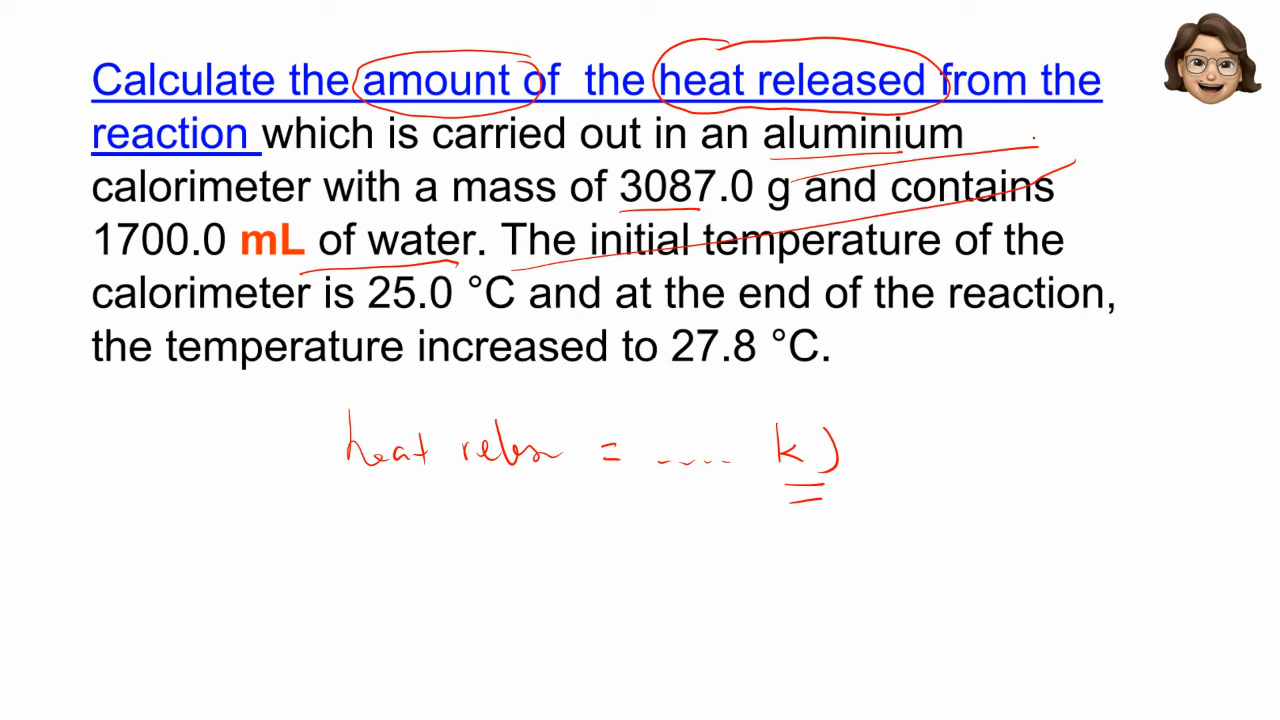 Calculate the amount of the heat released from the
reaction which is carried out in an aluminium
calorimeter with a mass of 3087.0 g and contains
1700.0 mL of water. The initial temperature of the
calorimeter is 25.0 °C and at the end of the reaction,
the temperature increased to 27.8 °C.
heat = .... kJ